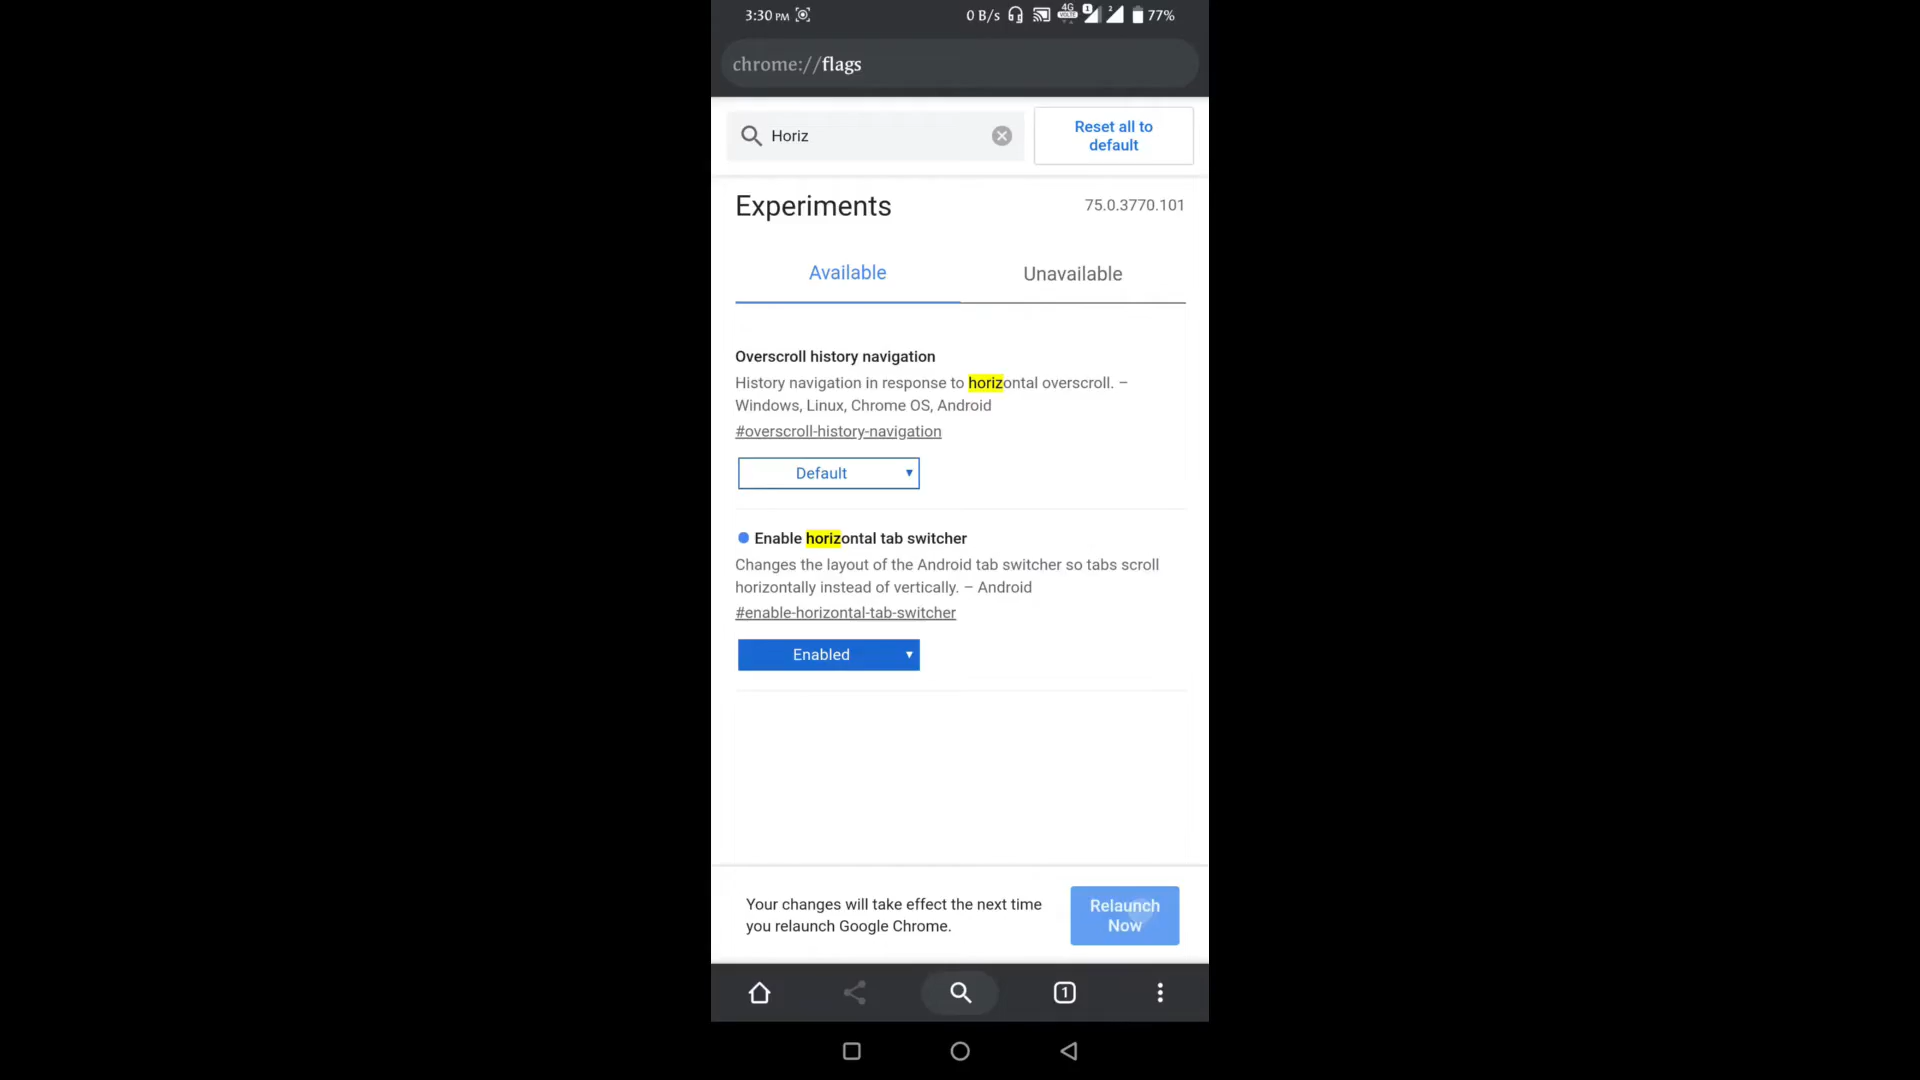 3:30 PM 0 B/s 4G VOLTE 1 2 77%
chrome://flags
Horiz
Reset all to
default
Experiments 75.0.3770.101
Available Unavailable
Overscroll history navigation
History navigation in response to horizontal overscroll. –
Windows, Linux, Chrome OS, Android
#overscroll-history-navigation
Default
Enable horizontal tab switcher
Changes the layout of the Android tab switcher so tabs scroll
horizontally instead of vertically. – Android
#enable-horizontal-tab-switcher
Enabled
Your changes will take effect the next time
you relaunch Google Chrome.
Relaunch
Now
1